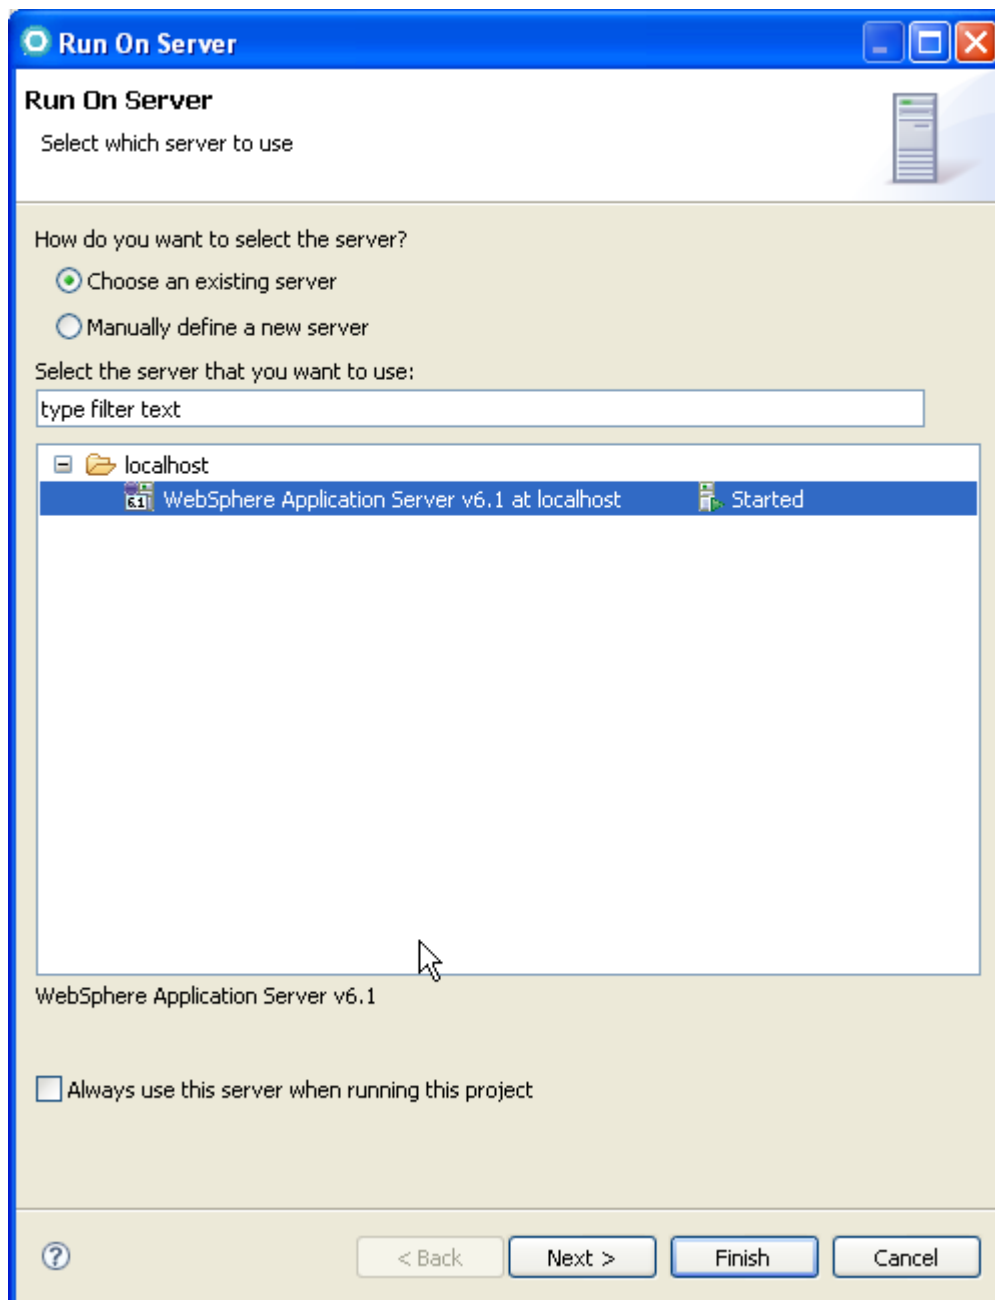 Run On Server
Run On Server
Select which server to use
How do you want to select the server?
Choose an existing server
Manually define a new server
Select the server that you want to use:
type filter text
localhost
6.1 WebSphere Application Server v6.1 at localhost Started
WebSphere Application Server v6.1
Always use this server when running this project
? < Back Next > Finish Cancel